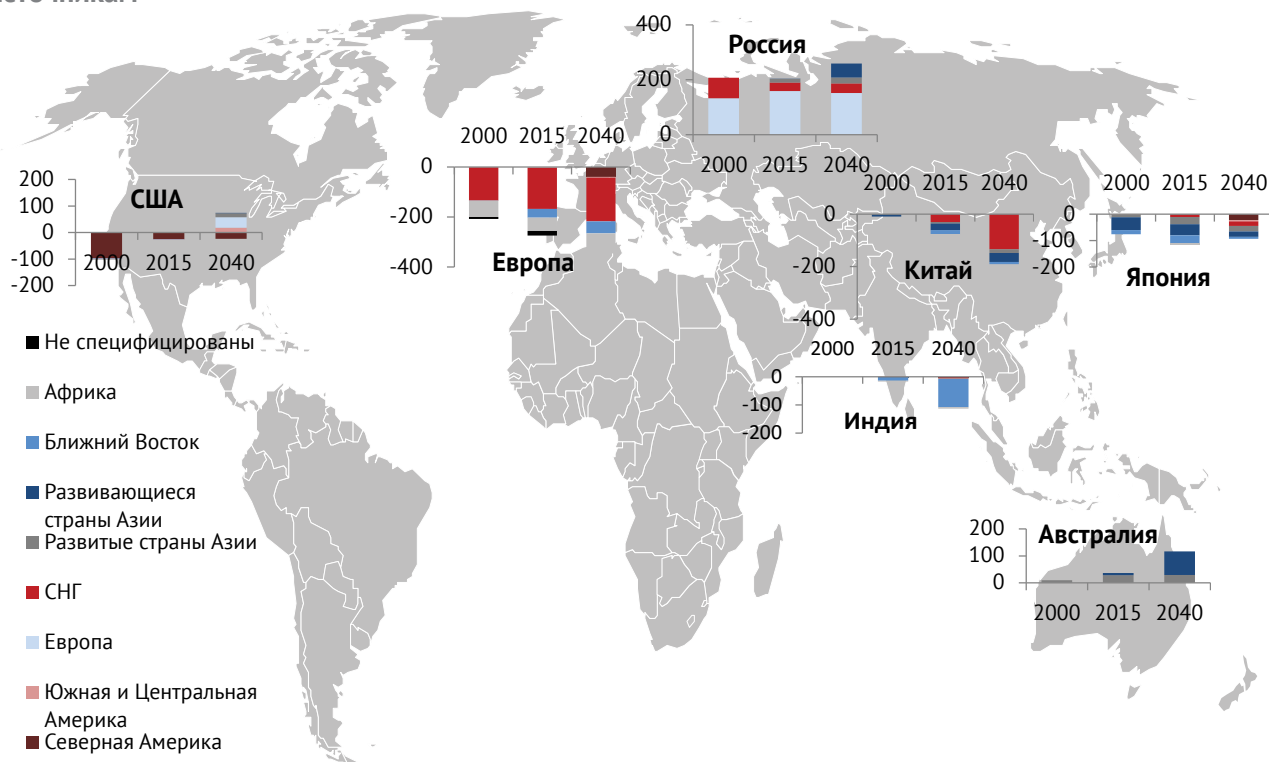 400
Россия
200
0
2000 2015 2040
2000 2015 2040
0
-200
-400
Европа
200
100
0
-100
-200
США
2000 2015 2040
2000 2015 2040
0
-200
-400
Китай
2000 2015 2040
0
-100
-200
Япония
2000 2015 2040
0
-100
-200
Индия
200
100
0
Австралия
2000 2015 2040
Не специфицированы
Африка
Ближний Восток
Развивающиеся
страны Азии
Развитые страны Азии
СНГ
Европа
Южная и Центральная
Америка
Северная Америка